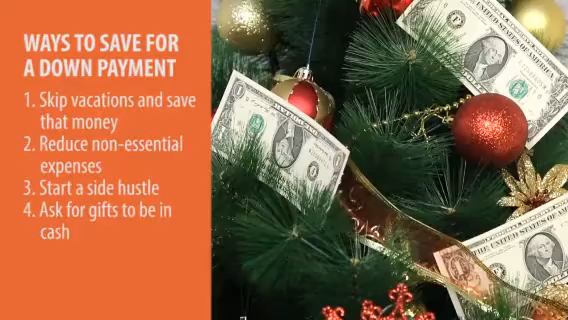 WAYS TO SAVE FOR
A DOWN PAYMENT
1. Skip vacations and save
that money
2. Reduce non-essential
expenses
3. Start a side hustle
4. Ask for gifts to be in
cash